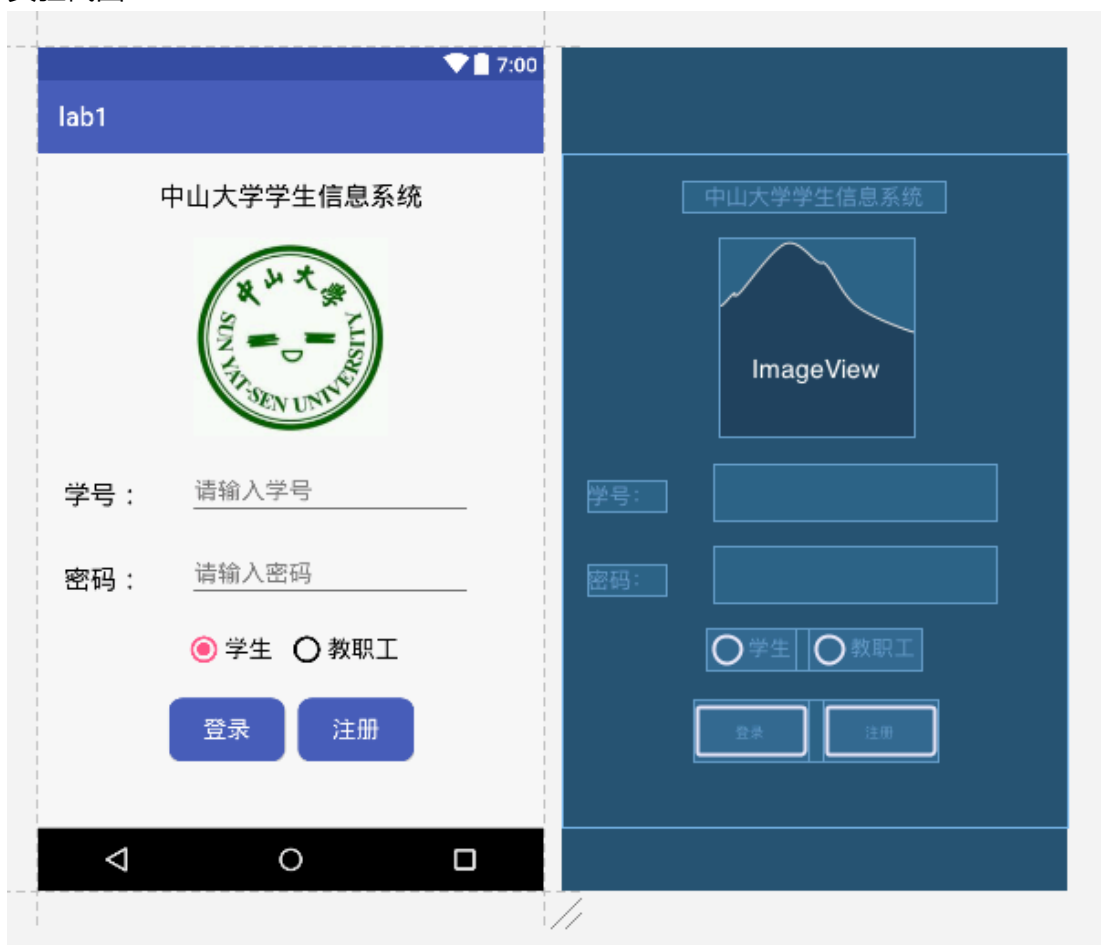 7:00
lab1
中山大学学生信息系统
中山大學
SUN YAT-SEN UNIVERSITY
学号：
请输入学号
密码：
请输入密码
学生
教职工
登录
注册
中山大学学生信息系统
ImageView
学号：
密码：
学生
教职工
登录
注册